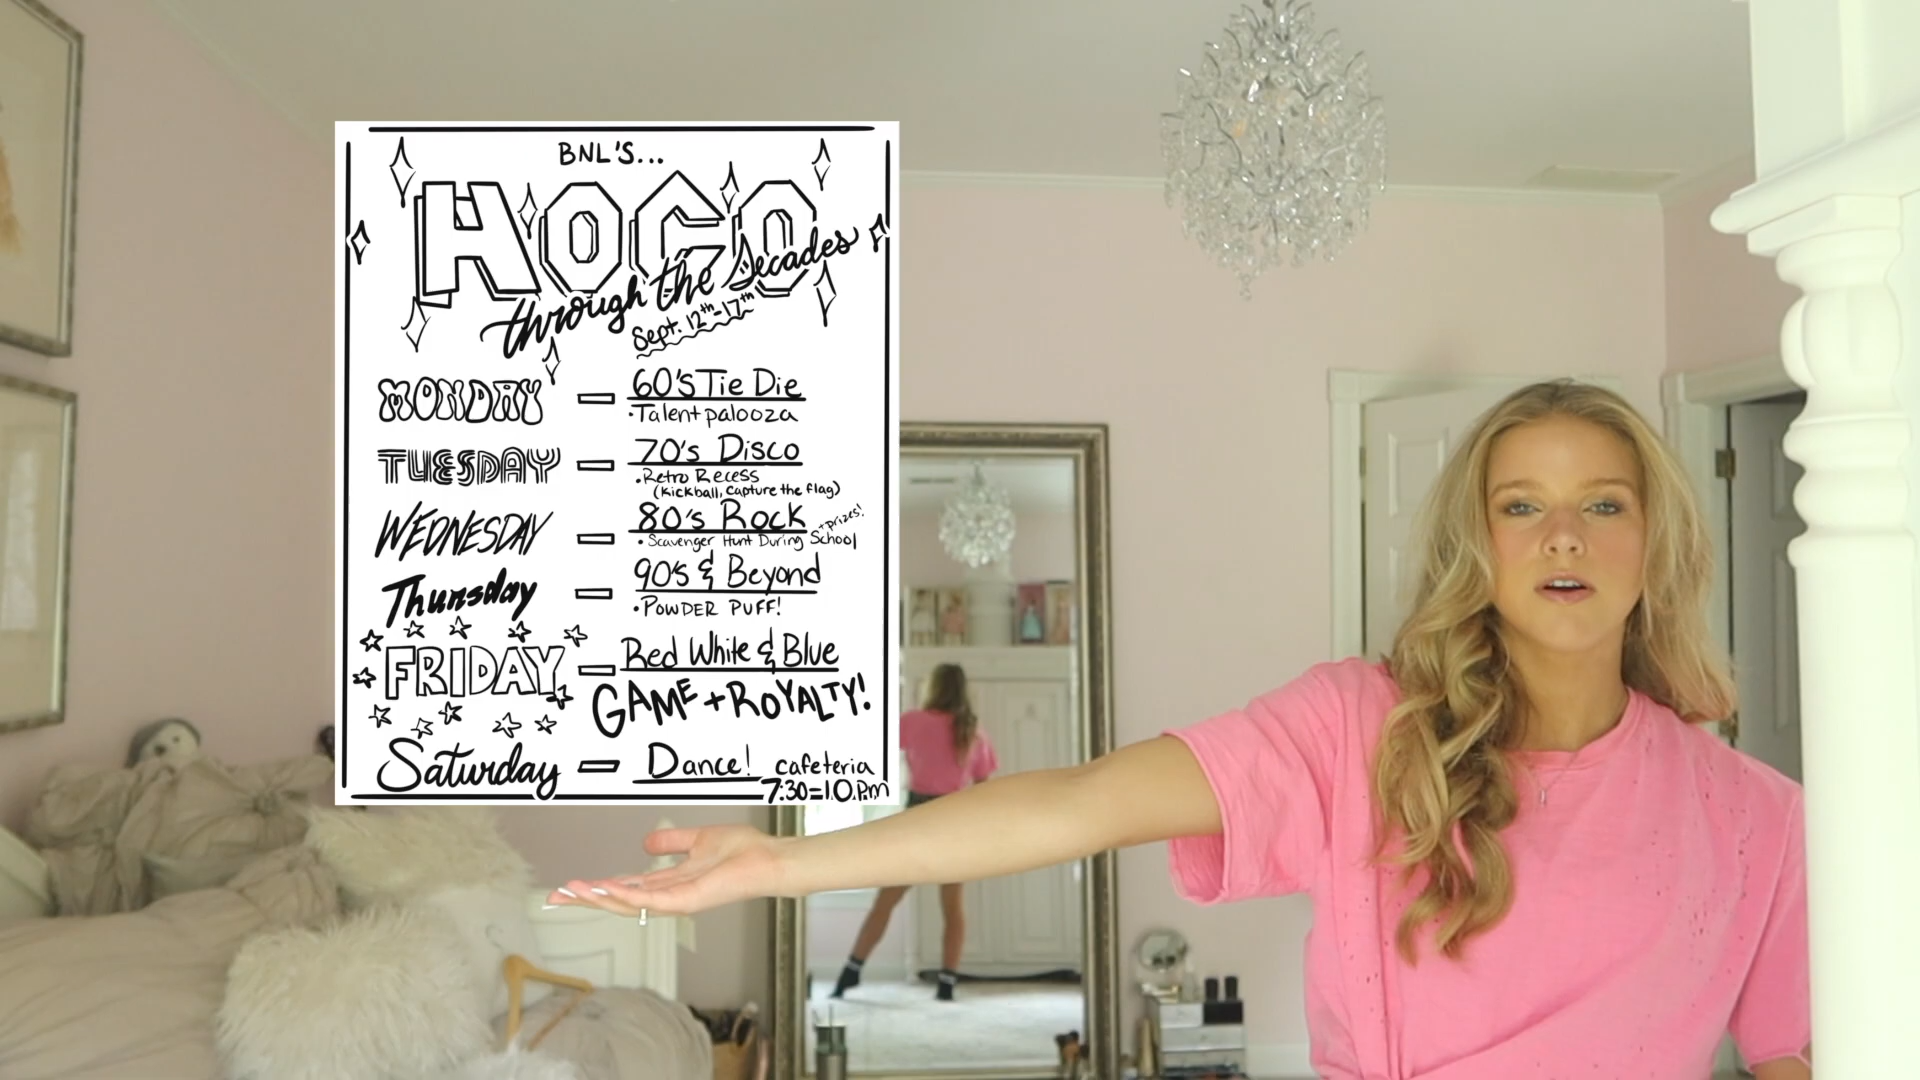 BNL'S...
HOCO
through the decades
Sept. 12th-17th
MONDAY - 60's Tie Die
• Talentpalooza
TUESDAY - 70's Disco
• Retro Recess
(Kickball, Capture the flag)
WEDNESDAY - 80's Rock
+ prizes!
• Scavenger Hunt During School
Thursday - 90's & Beyond
• POWDER PUFF!
FRIDAY - Red White & Blue
GAME + ROYALTY!
Saturday - Dance! cafeteria
7:30-10 P.m